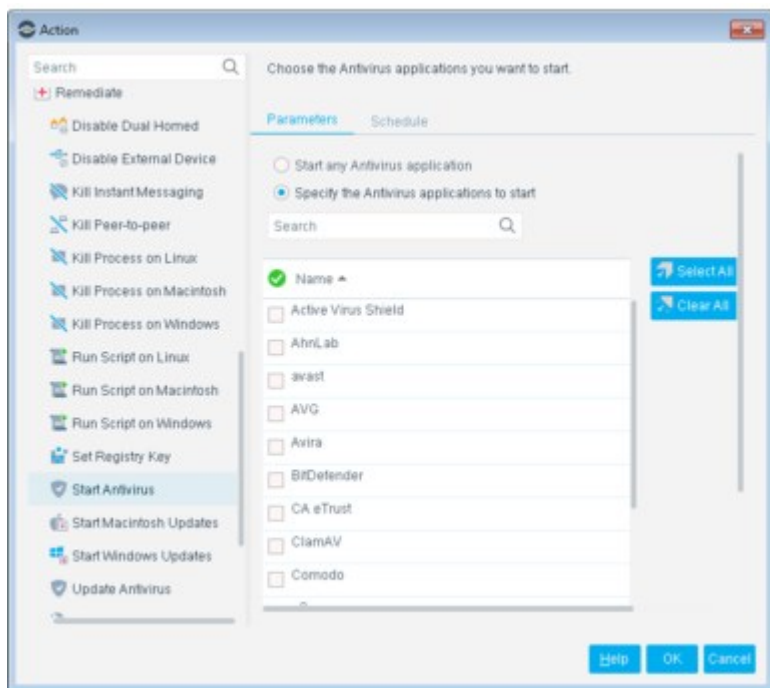 Action
Search
Remediate
Disable Dual Homed
Disable External Device
Kill Instant Messaging
Kill Peer-to-peer
Kill Process on Linux
Kill Process on Macintosh
Kill Process on Windows
Run Script on Linux
Run Script on Macintosh
Run Script on Windows
Set Registry Key
Start Antivirus
Start Macintosh Updates
Start Windows Updates
Update Antivirus
Choose the Antivirus applications you want to start.
Parameters Schedule
Start any Antivirus application
Specify the Antivirus applications to start
Search
Name
Active Virus Shield
AhnLab
avast
AVG
Avira
BitDefender
CA eTrust
ClamAV
Comodo
Select All
Clear All
Help OK Cancel